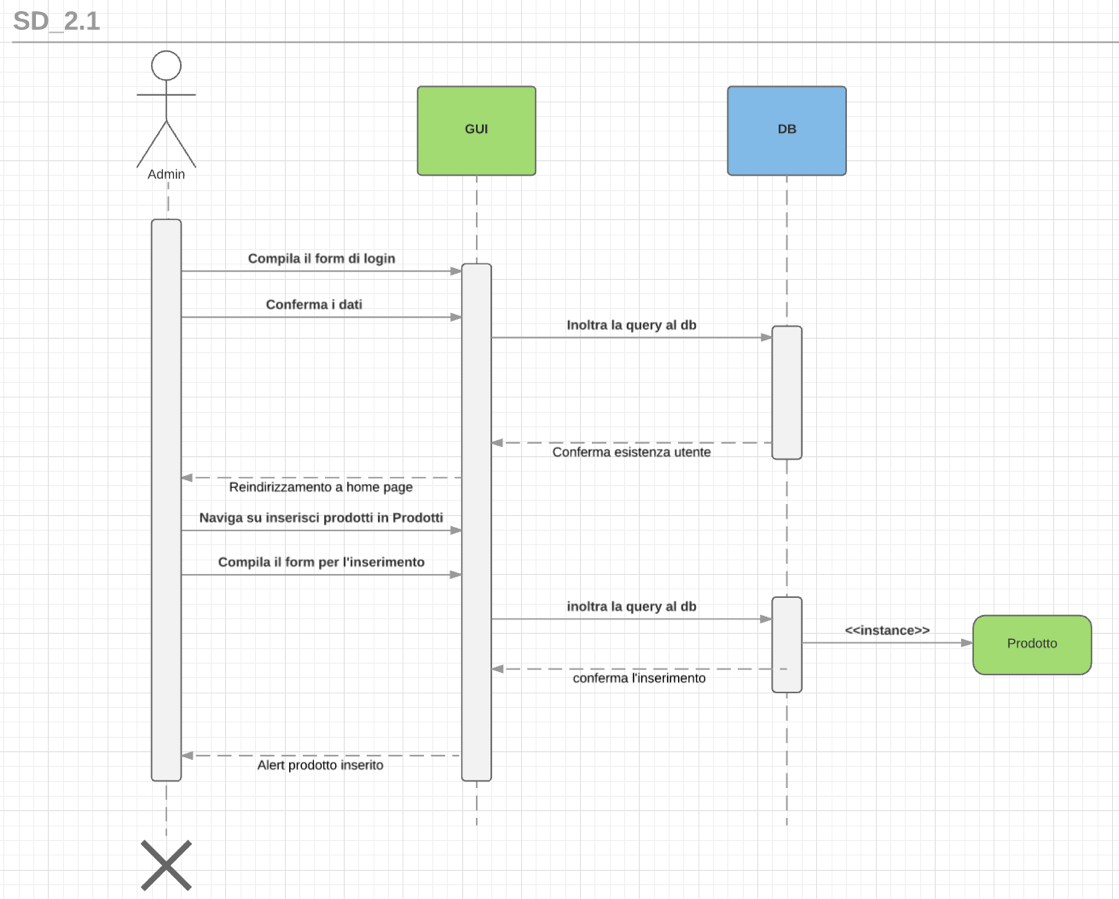 SD_2.1
Admin
GUI
DB
Compila il form di login
Conferma i dati
Inoltra la query al db
Conferma esistenza utente
Reindirizzamento a home page
Naviga su inserisci prodotti in Prodotti
Compila il form per l'inserimento
inoltra la query al db
<<instance>>
Prodotto
conferma l'inserimento
Alert prodotto inserito